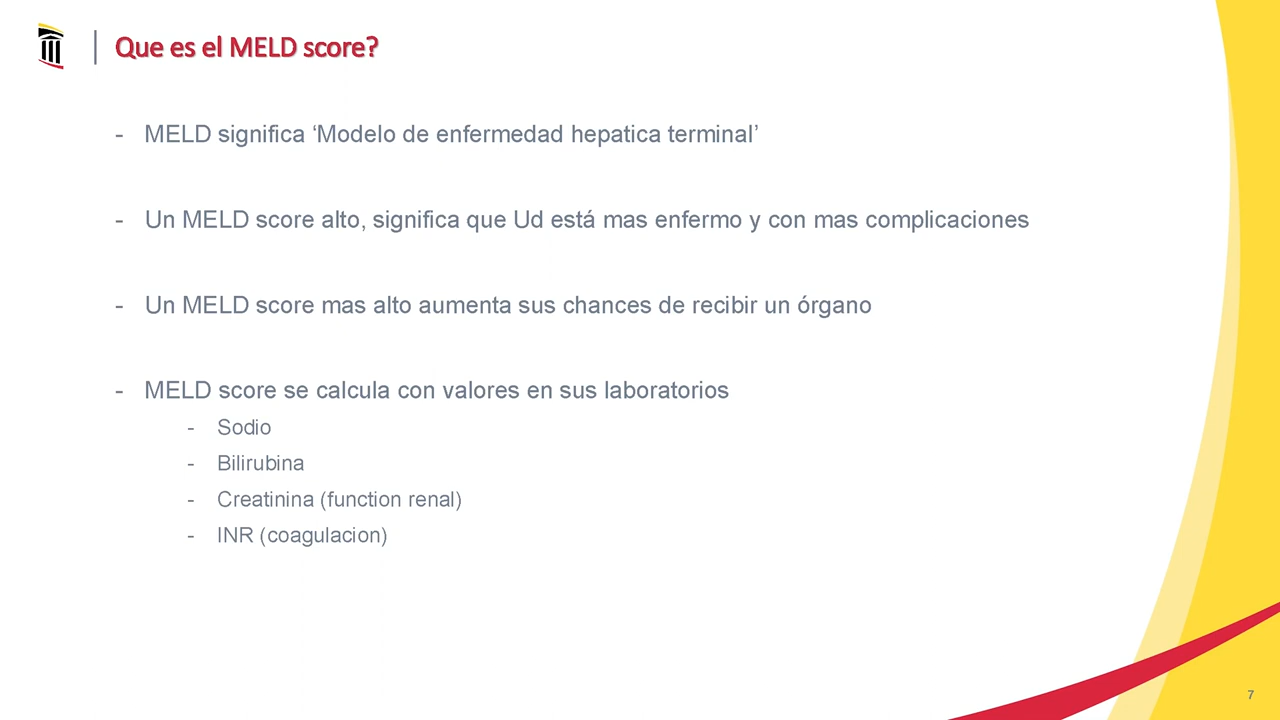 Que es el MELD score?
- MELD significa ‘Modelo de enfermedad hepatica terminal’
- Un MELD score alto, significa que Ud está mas enfermo y con mas complicaciones
- Un MELD score mas alto aumenta sus chances de recibir un órgano
- MELD score se calcula con valores en sus laboratorios
- Sodio
- Bilirubina
- Creatinina (function renal)
- INR (coagulacion)
7